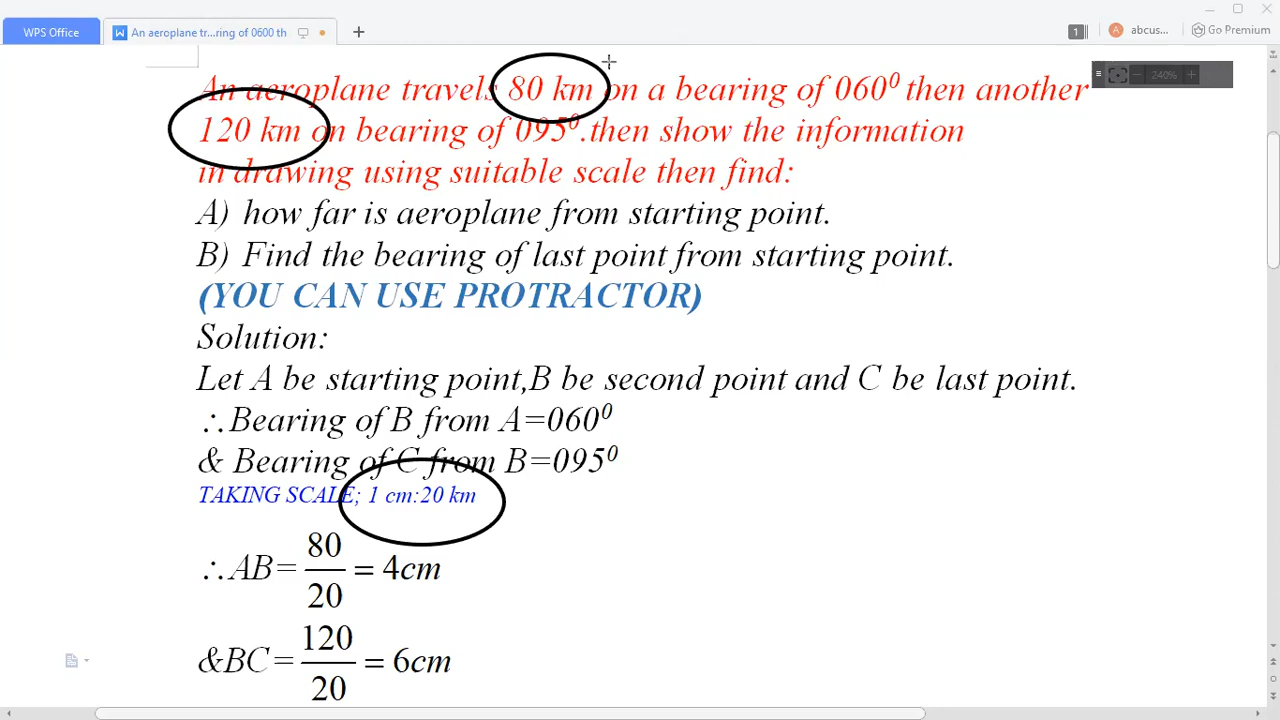 WPS Office
An aeroplane tr...ring of 0600 th
1
A
abcus...
Go Premium
240%
An aeroplane travels 80 km on a bearing of 060⁰ then another
120 km on bearing of 095⁰.then show the information
in drawing using suitable scale then find:
A) how far is aeroplane from starting point.
B) Find the bearing of last point from starting point.
(YOU CAN USE PROTRACTOR)
Solution:
Let A be starting point,B be second point and C be last point.
∴Bearing of B from A=060⁰
& Bearing of C from B=095⁰
TAKING SCALE; 1 cm:20 km
∴AB= 80/20 = 4cm
&BC= 120/20 = 6cm